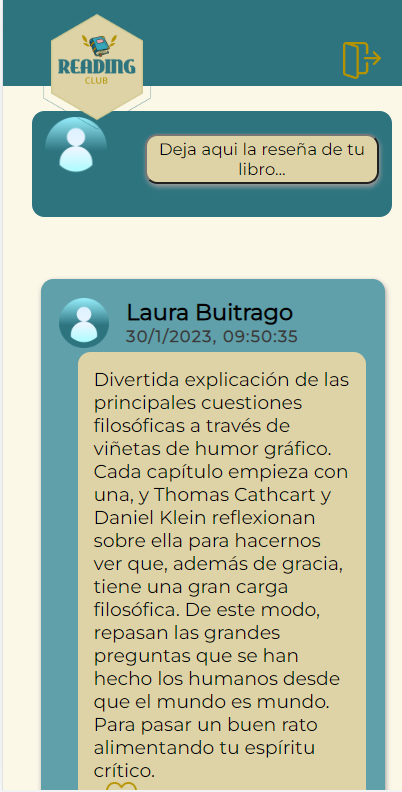 READING
CLUB
Deja aqui la reseña de tu
libro...
Laura Buitrago
30/1/2023, 09:50:35
Divertida explicación de las
principales cuestiones
filosóficas a través de
viñetas de humor gráfico.
Cada capítulo empieza con
una, y Thomas Cathcart y
Daniel Klein reflexionan
sobre ella para hacernos
ver que, además de gracia,
tiene una gran carga
filosófica. De este modo,
repasan las grandes
preguntas que se han
hecho los humanos desde
que el mundo es mundo.
Para pasar un buen rato
alimentando tu espíritu
crítico.